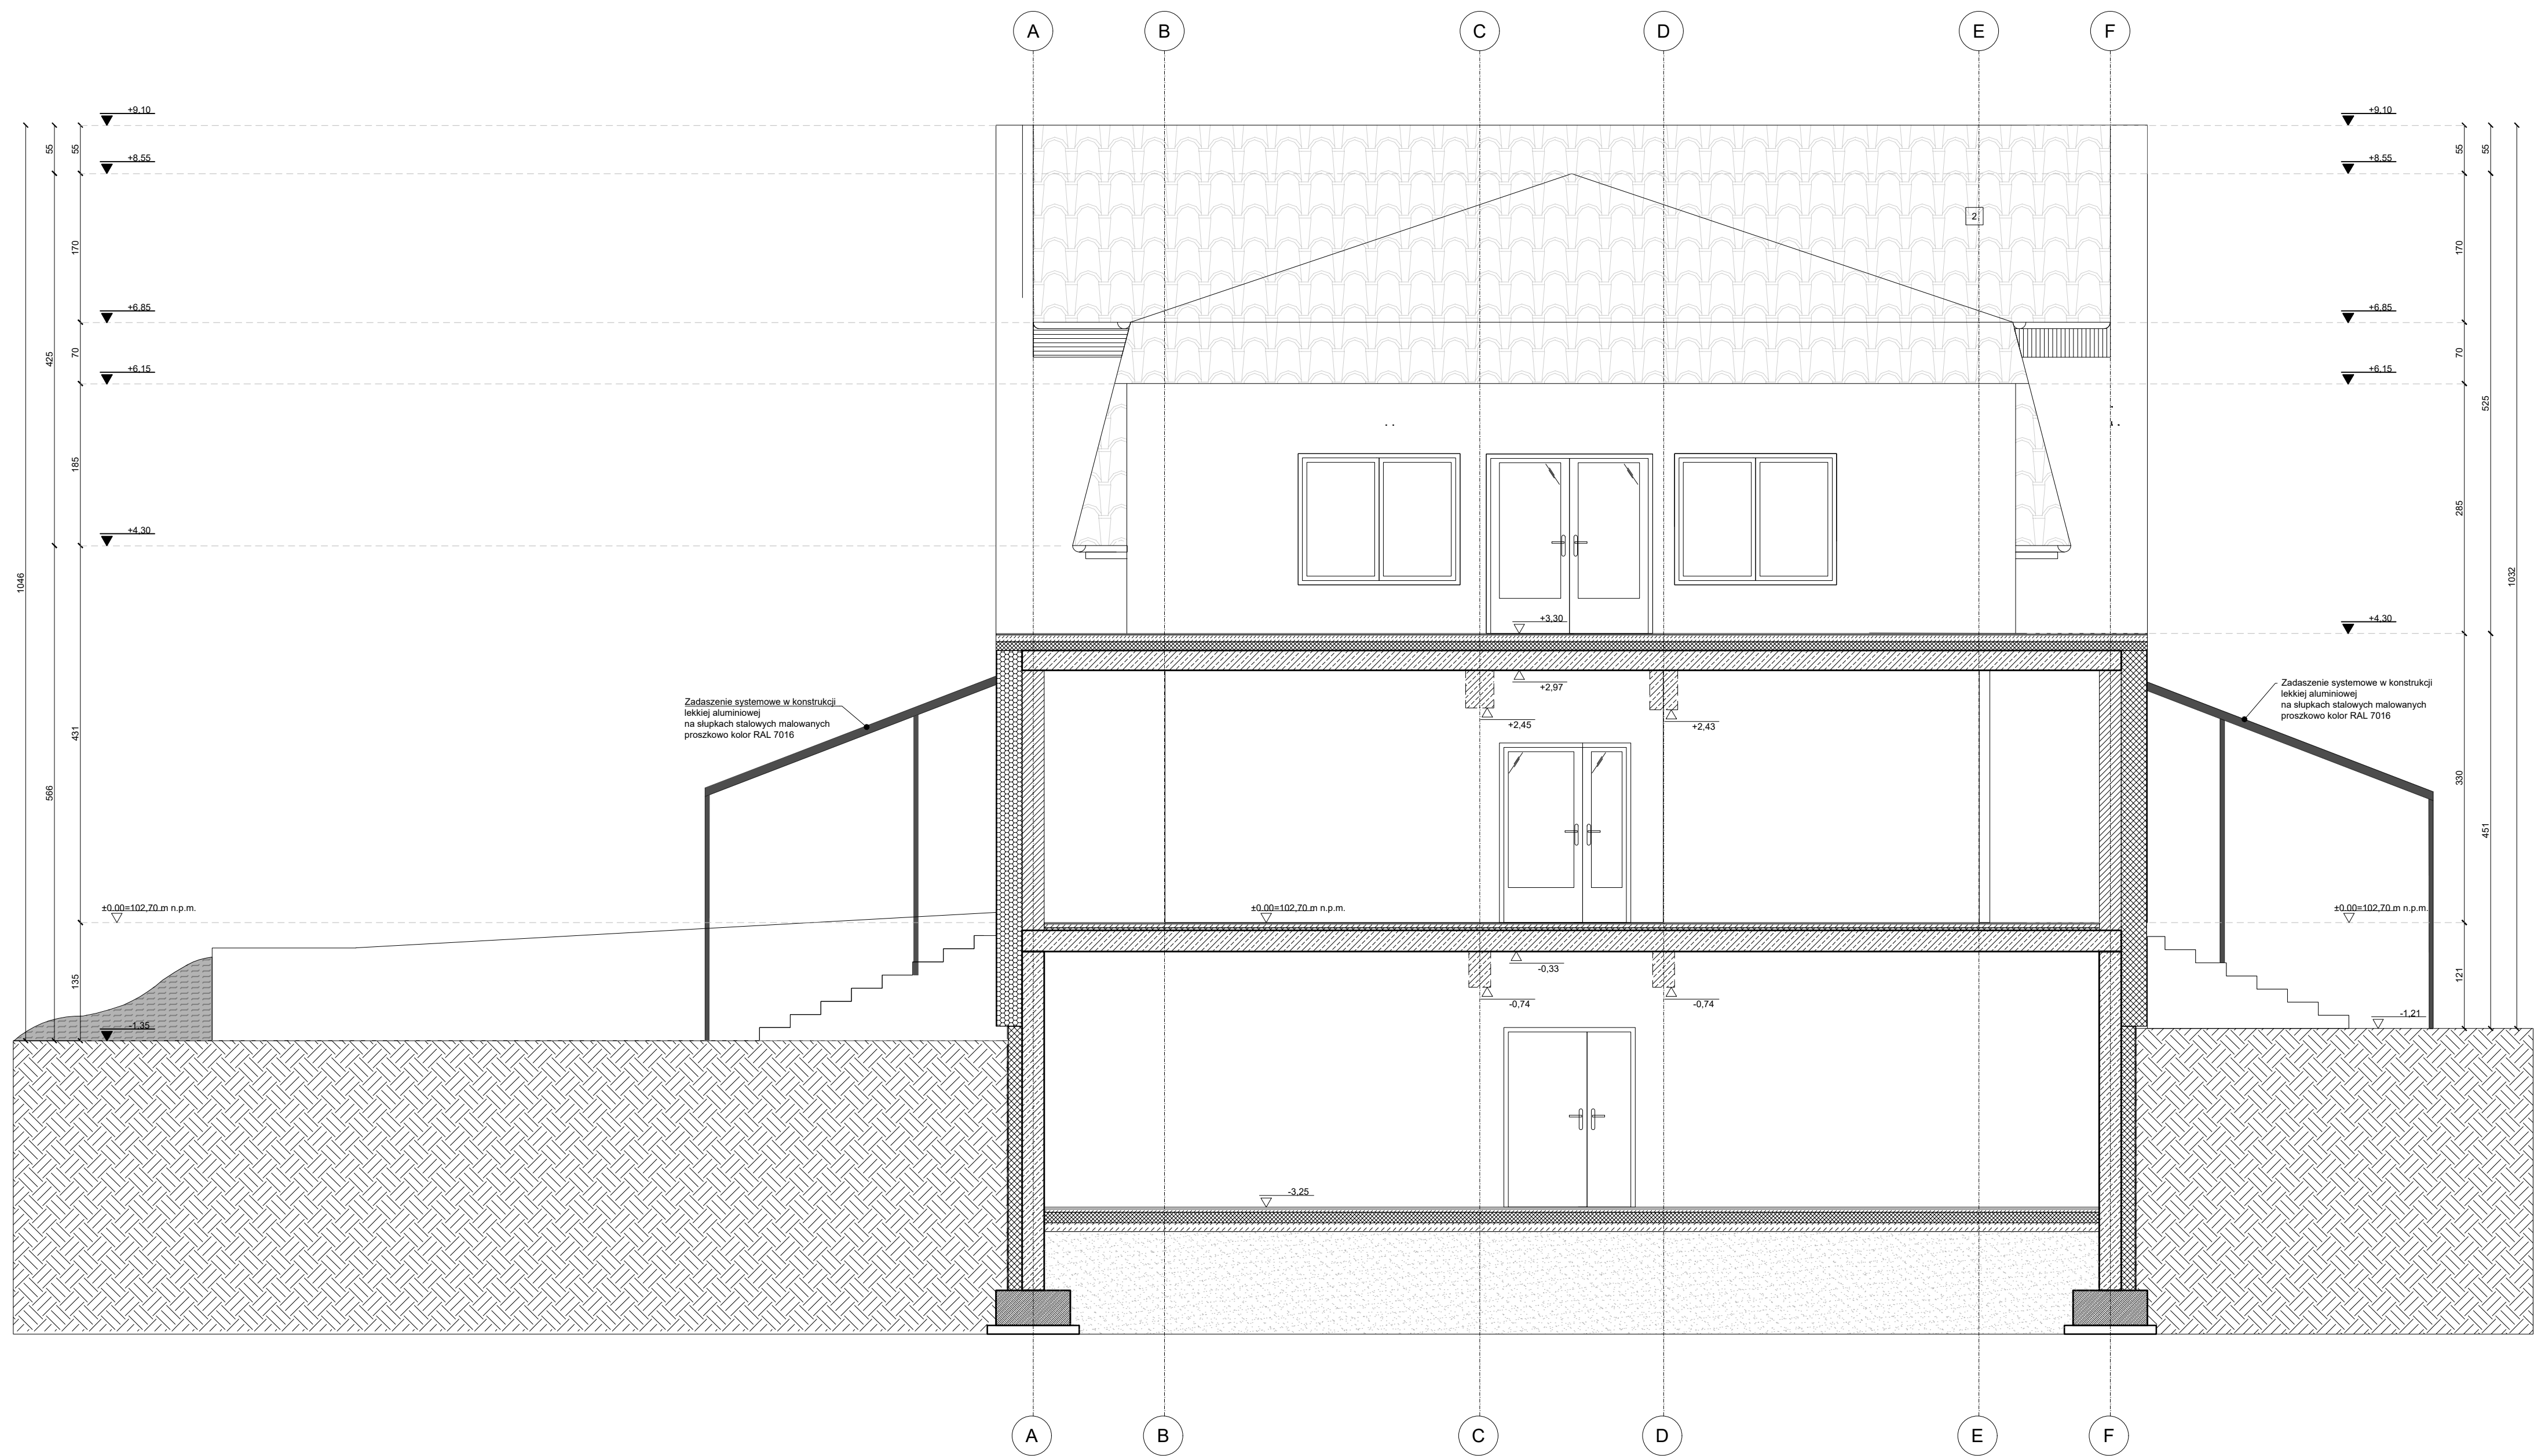 A B C D E F
+9,10 +9,10
55 55 55 55
+8,55 +8,55
2
170 170
+6,85 +6,85
425 70 70
+6,15 +6,15
525
185 285
+4,30
1046 1032
+3,30 +4,30
+2,97
Zadaszenie systemowe w konstrukcji
lekkiej aluminiowej
na słupkach stalowych malowanych
proszkowo kolor RAL 7016
Zadaszenie systemowe w konstrukcji
lekkiej aluminiowej
na słupkach stalowych malowanych
proszkowo kolor RAL 7016
+2,45 +2,43
431
566 330
451
±0,00=102,70 m n.p.m. ±0,00=102,70 m n.p.m. ±0,00=102,70 m n.p.m.
-0,33
135 121
-0,74 -0,74
-1,35 -1,21
-3,25
A B C D E F